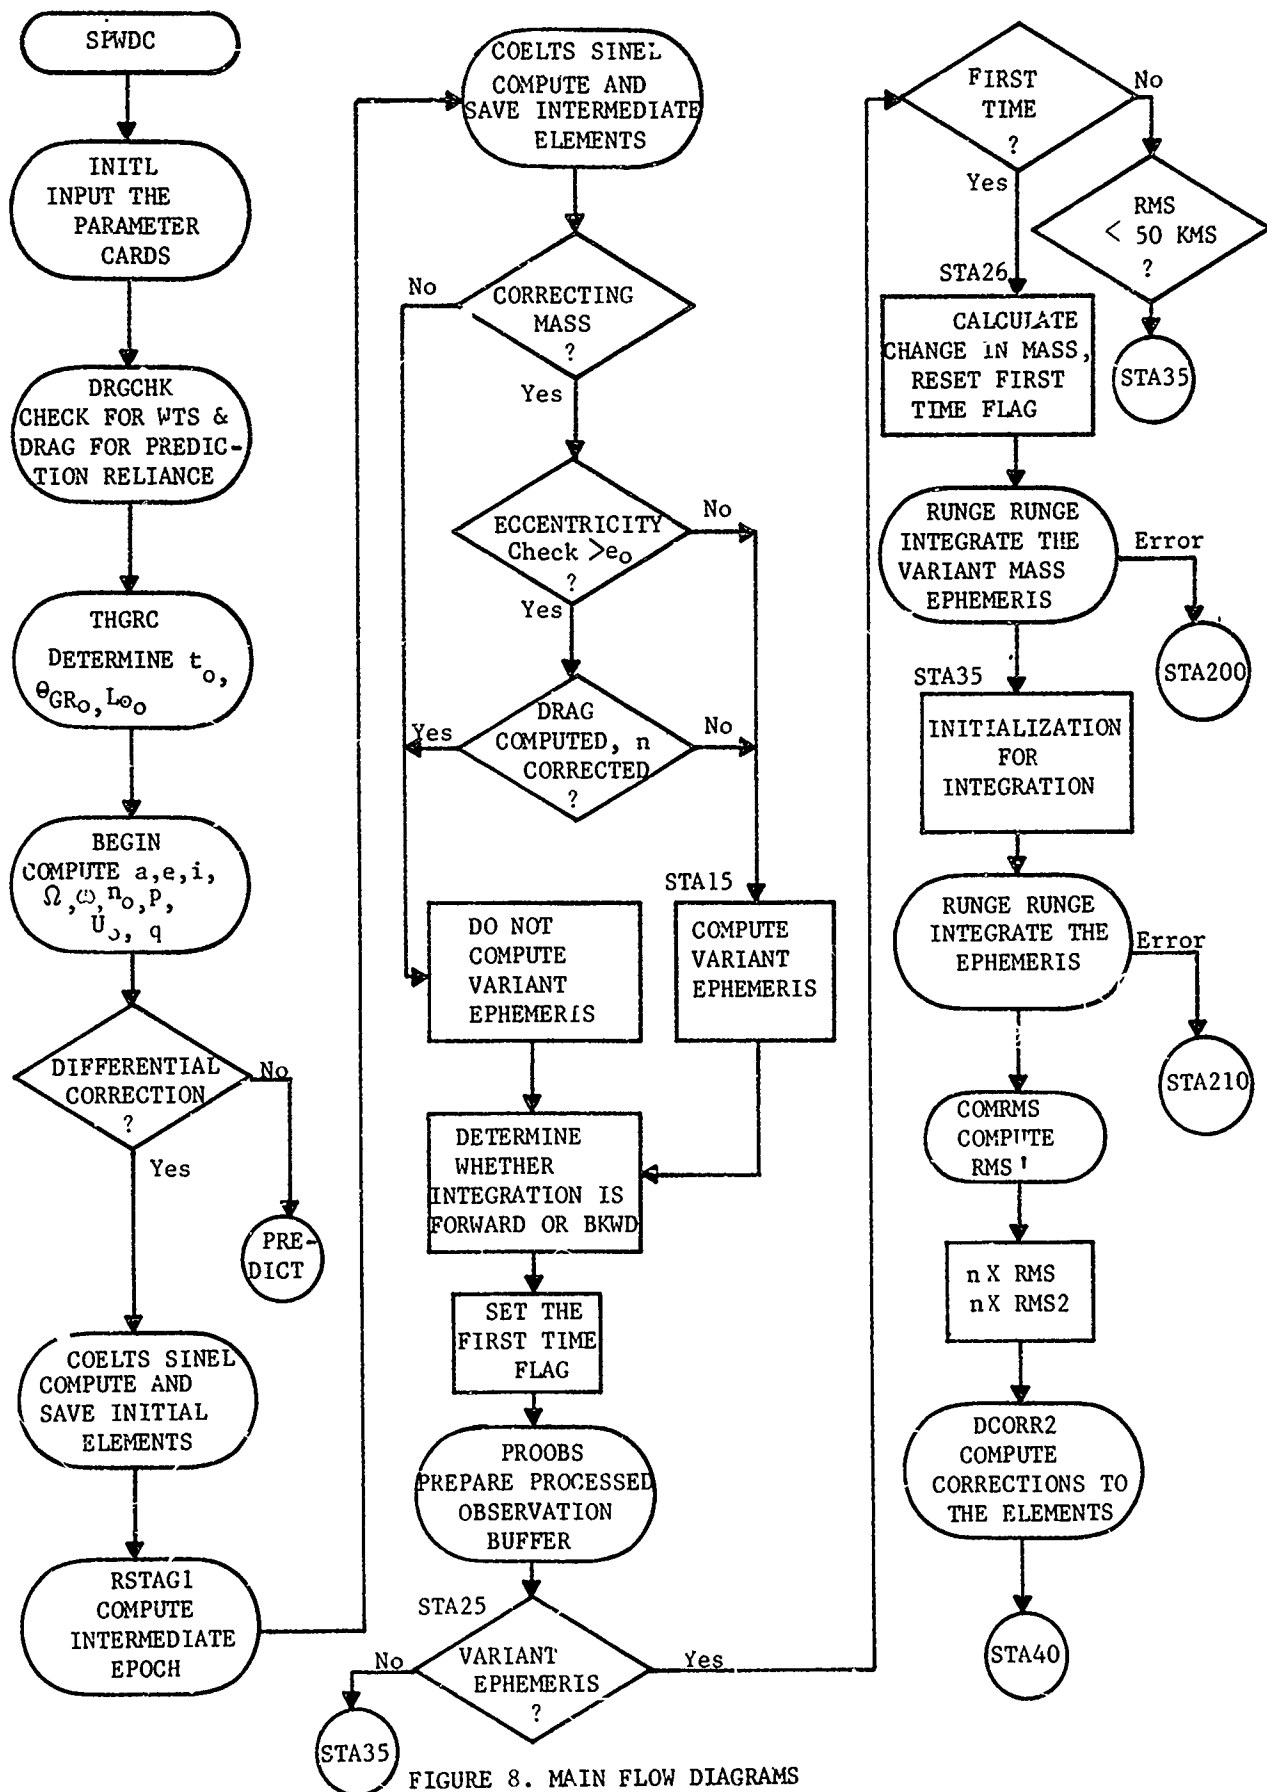 SPWDC
INITL
INPUT THE
PARAMETER
CARDS
DRGCHK
CHECK FOR WTS &
DRAG FOR PREDIC-
TION RELIANCE
THGRC
DETERMINE to,
θGRo, L⊙o
BEGIN
COMPUTE a,e,i,
Ω,ω,no,p,
Uo, q
DIFFERENTIAL
CORRECTION
?
No
Yes
PRE-
DICT
COELTS SINEL
COMPUTE AND
SAVE INITIAL
ELEMENTS
RSTAG1
COMPUTE
INTERMEDIATE
EPOCH
COELTS SINEL
COMPUTE AND
SAVE INTERMEDIATE
ELEMENTS
No
CORRECTING
MASS
?
Yes
ECCENTRICITY
Check >eo
?
No
Yes
DRAG
COMPUTED, n
CORRECTED
?
Yes
No
DO NOT
COMPUTE
VARIANT
EPHEMERIS
STA15
COMPUTE
VARIANT
EPHEMERIS
DETERMINE
WHETHER
INTEGRATION IS
FORWARD OR BKWD
SET THE
FIRST TIME
FLAG
PROOBS
PREPARE PROCESSED
OBSERVATION
BUFFER
STA25
VARIANT
EPHEMERIS
?
No
Yes
STA35
FIRST
TIME
?
No
Yes
RMS
< 50 KMS
?
STA35
STA26
CALCULATE
CHANGE IN MASS,
RESET FIRST
TIME FLAG
RUNGE RUNGE
INTEGRATE THE
VARIANT MASS
EPHEMERIS
Error
STA200
STA35
INITIALIZATION
FOR
INTEGRATION
RUNGE RUNGE
INTEGRATE THE
EPHEMERIS
Error
STA210
COMRMS
COMPUTE
RMS'
n X RMS
n X RMS2
DCORR2
COMPUTE
CORRECTIONS TO
THE ELEMENTS
STA40
FIGURE 8. MAIN FLOW DIAGRAMS